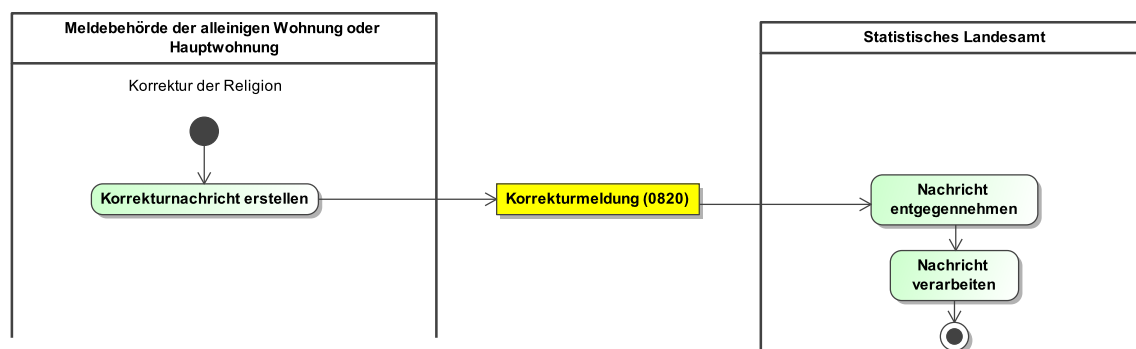 Meldebehörde der alleinigen Wohnung oder
Hauptwohnung
Korrektur der Religion
Korrekturnachricht erstellen
Korrekturmeldung (0820)
Statistisches Landesamt
Nachricht
entgegennehmen
Nachricht
verarbeiten